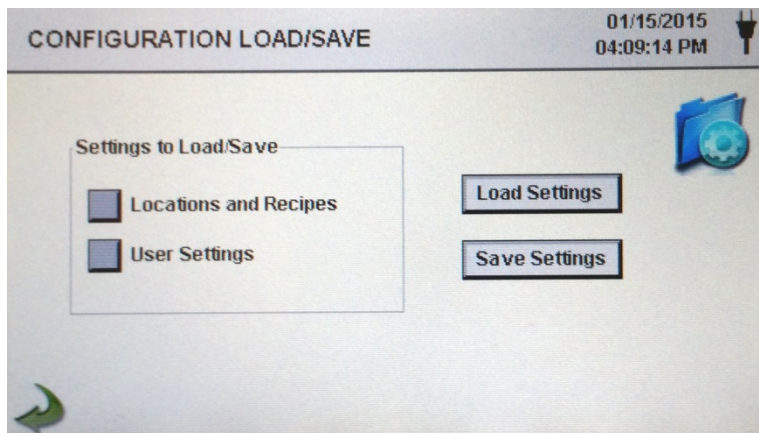 CONFIGURATION LOAD/SAVE
01/15/2015
04:09:14 PM
Settings to Load/Save
Locations and Recipes
User Settings
Load Settings
Save Settings